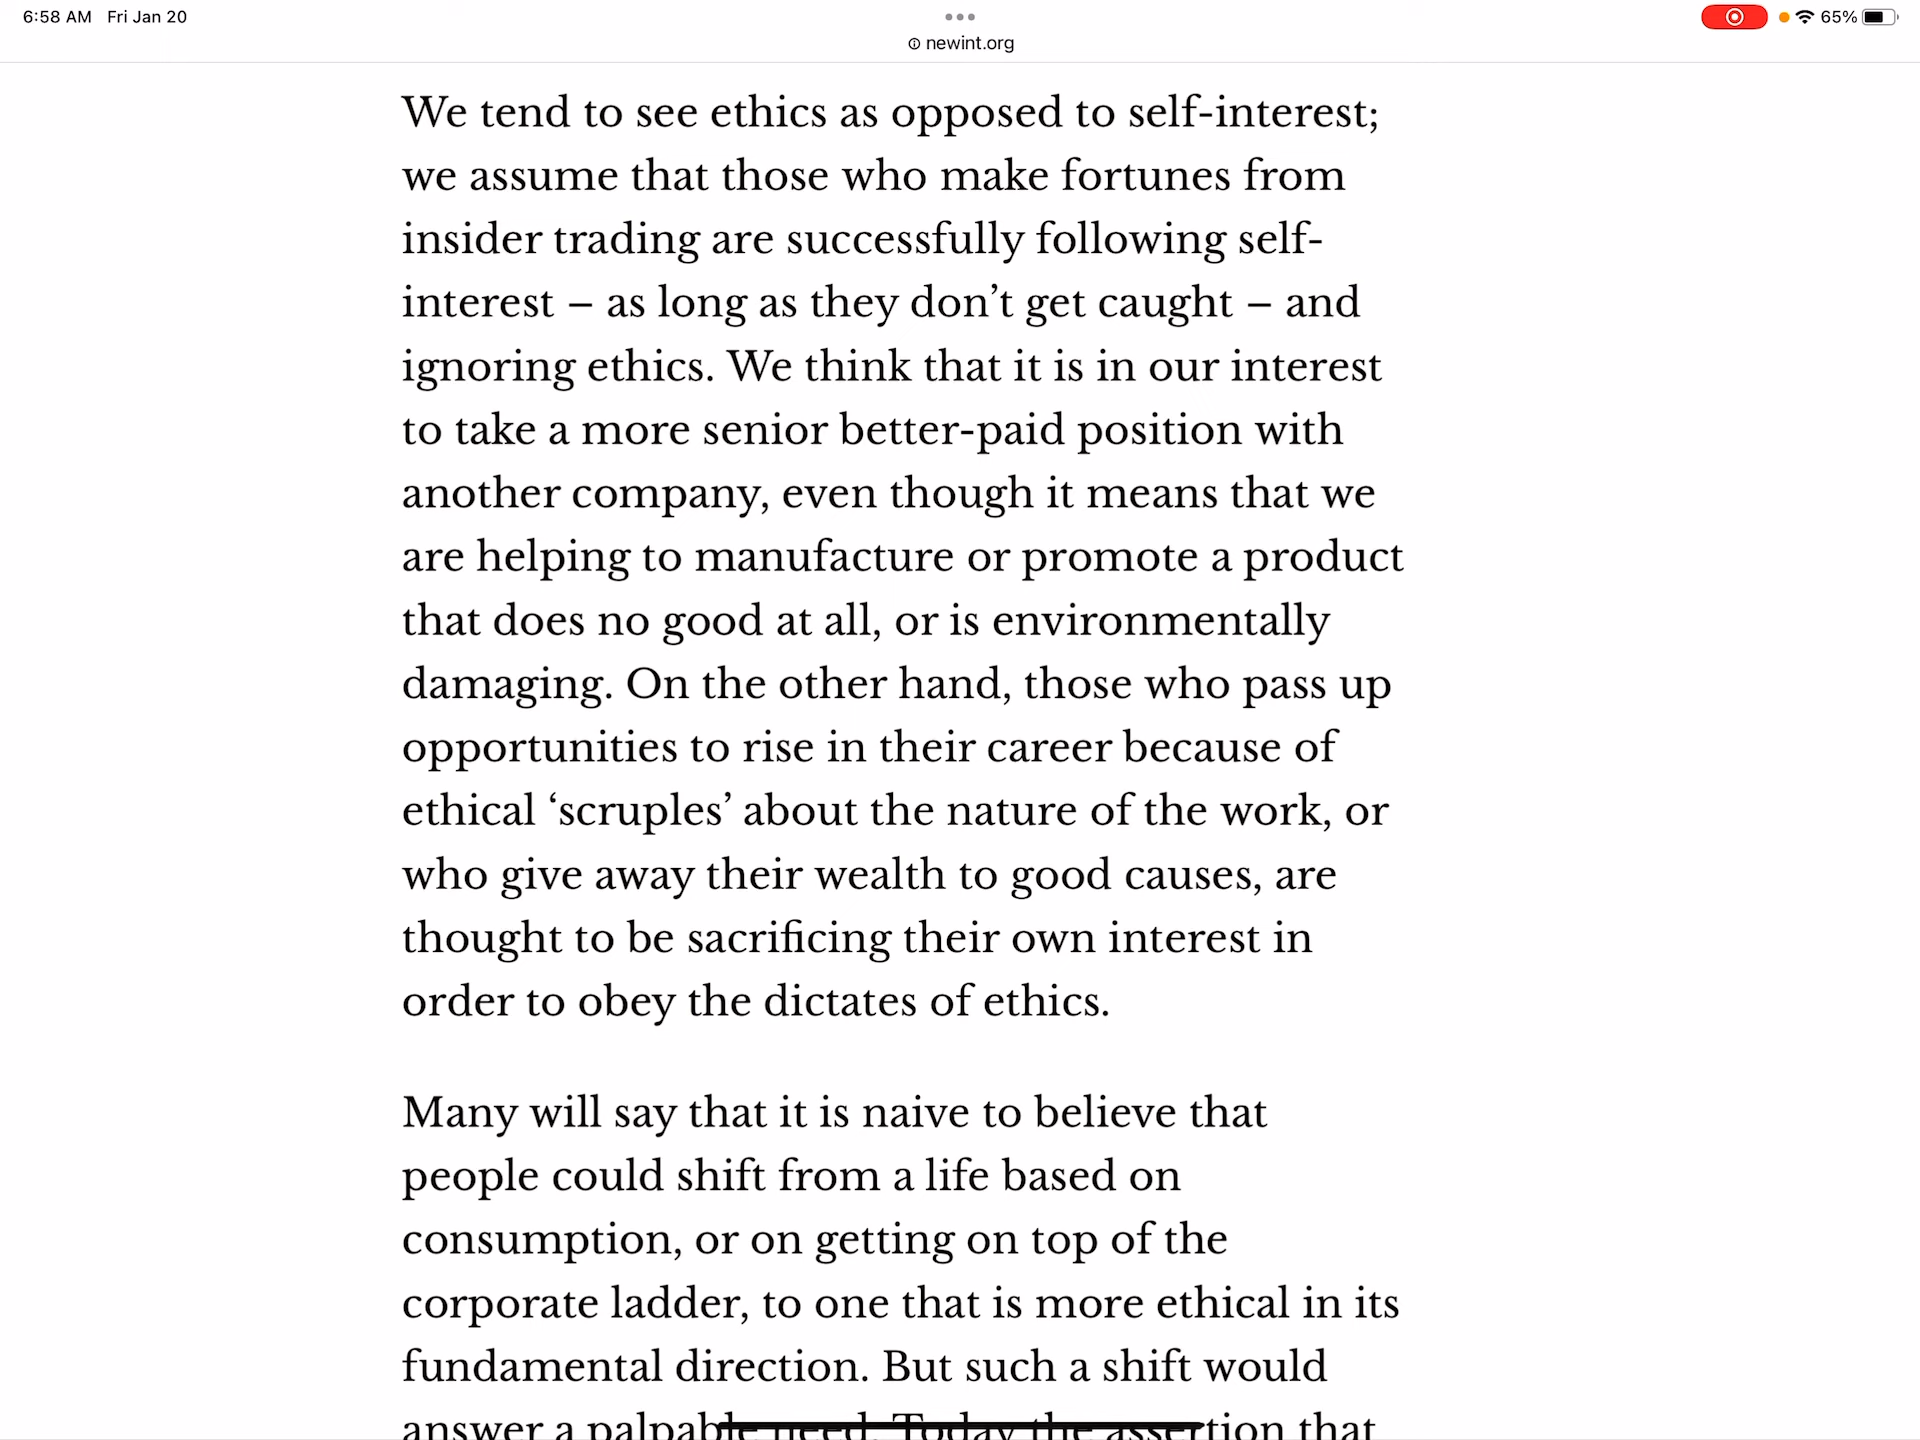 6:58 AM Fri Jan 20
65%
newint.org
We tend to see ethics as opposed to self-interest;
we assume that those who make fortunes from
insider trading are successfully following self-
interest – as long as they don’t get caught – and
ignoring ethics. We think that it is in our interest
to take a more senior better-paid position with
another company, even though it means that we
are helping to manufacture or promote a product
that does no good at all, or is environmentally
damaging. On the other hand, those who pass up
opportunities to rise in their career because of
ethical ‘scruples’ about the nature of the work, or
who give away their wealth to good causes, are
thought to be sacrificing their own interest in
order to obey the dictates of ethics.
Many will say that it is naive to believe that
people could shift from a life based on
consumption, or on getting on top of the
corporate ladder, to one that is more ethical in its
fundamental direction. But such a shift would
answer a palpable need. Today the assertion that